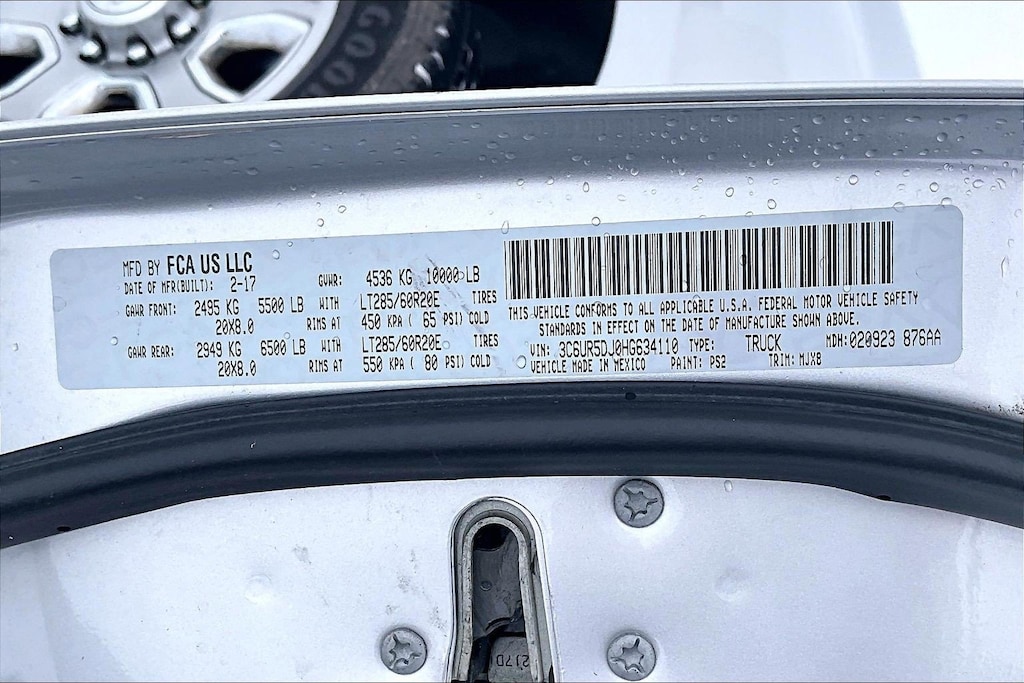 GOO
MFD BY FCA US LLC
DATE OF MFR(BUILT): 2-17 GVWR: 4536 KG 10000 LB
GAWR FRONT: 2495 KG 5500 LB WITH LT285/60R20E TIRES
20X8.0 RIMS AT 450 KPA ( 65 PSI) COLD
GAWR REAR: 2949 KG 6500 LB WITH LT285/60R20E TIRES
20X8.0 RIMS AT 550 KPA ( 80 PSI) COLD
THIS VEHICLE CONFORMS TO ALL APPLICABLE U.S.A. FEDERAL MOTOR VEHICLE SAFETY
STANDARDS IN EFFECT ON THE DATE OF MANUFACTURE SHOWN ABOVE.
VIN: 3C6UR5DJ0HG634110 TYPE: TRUCK MDH: 020923 876AA
VEHICLE MADE IN MEXICO PAINT: PS2 TRIM: MJX8
217D